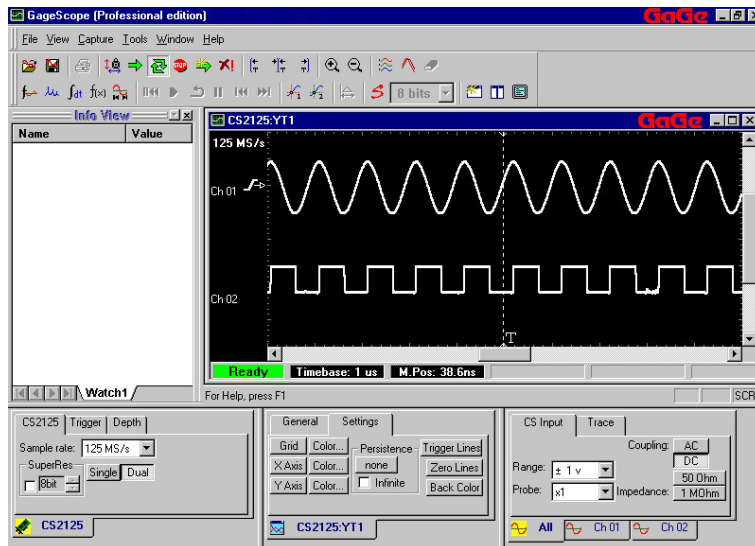 GageScope (Professional edition)
GaGe
File View Capture Tools Window Help
∫dt f(x)
8 bits
Info View
Name Value
Watch1
CS2125:YT1
GaGe
125 MS/s
Ch 01
Ch 02
T
Ready Timebase: 1 us M.Pos: 38.6ns
For Help, press F1
SCR
CS2125 Trigger Depth
Sample rate: 125 MS/s
SuperRes
8bit
Single Dual
CS2125
General Settings
Grid Color...
X Axis Color...
Y Axis Color...
Persistence
none
Infinite
Trigger Lines
Zero Lines
Back Color
CS2125:YT1
CS Input Trace
Coupling: AC
DC
Range: ± 1 v
50 Ohm
Probe: x1
Impedance: 1 MOhm
All Ch 01 Ch 02